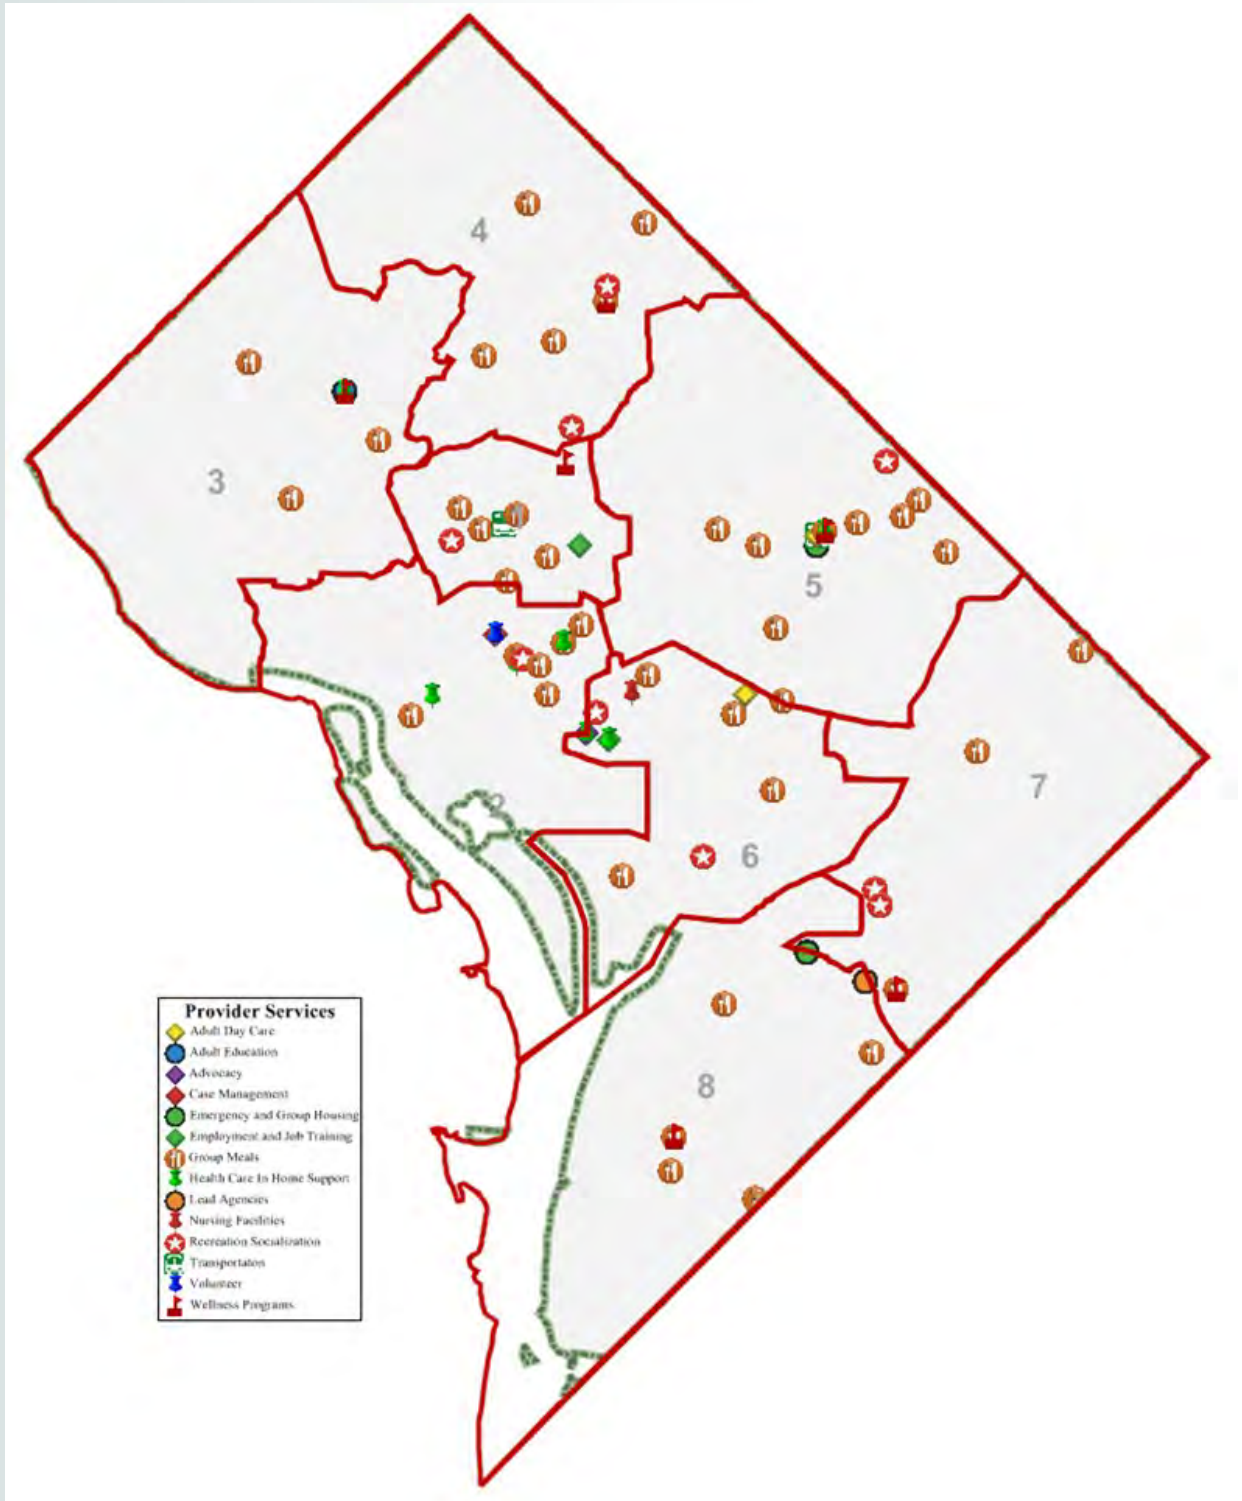 4
3
5
7
2
6
8
Provider Services
Adult Day Care
Adult Education
Advocacy
Case Management
Emergency and Group Housing
Employment and Job Training
Group Meals
Health Care In Home Support
Lead Agencies
Nursing Facilities
Recreation Socialization
Transportaton
Volunteer
Wellness Programs